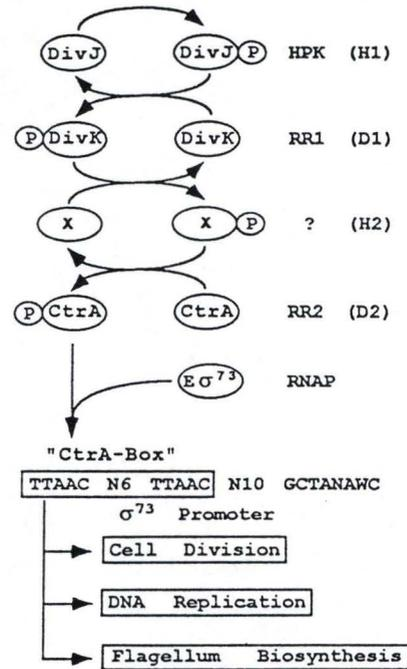 DivJ DivJ P HPK (H1)
P DivK DivK RR1 (D1)
X X P ? (H2)
P CtrA CtrA RR2 (D2)
Eσ⁷³ RNAP
"CtrA-Box"
TTAAC N6 TTAAC N10 GCTANAWC
σ⁷³ Promoter
Cell Division
DNA Replication
Flagellum Biosynthesis